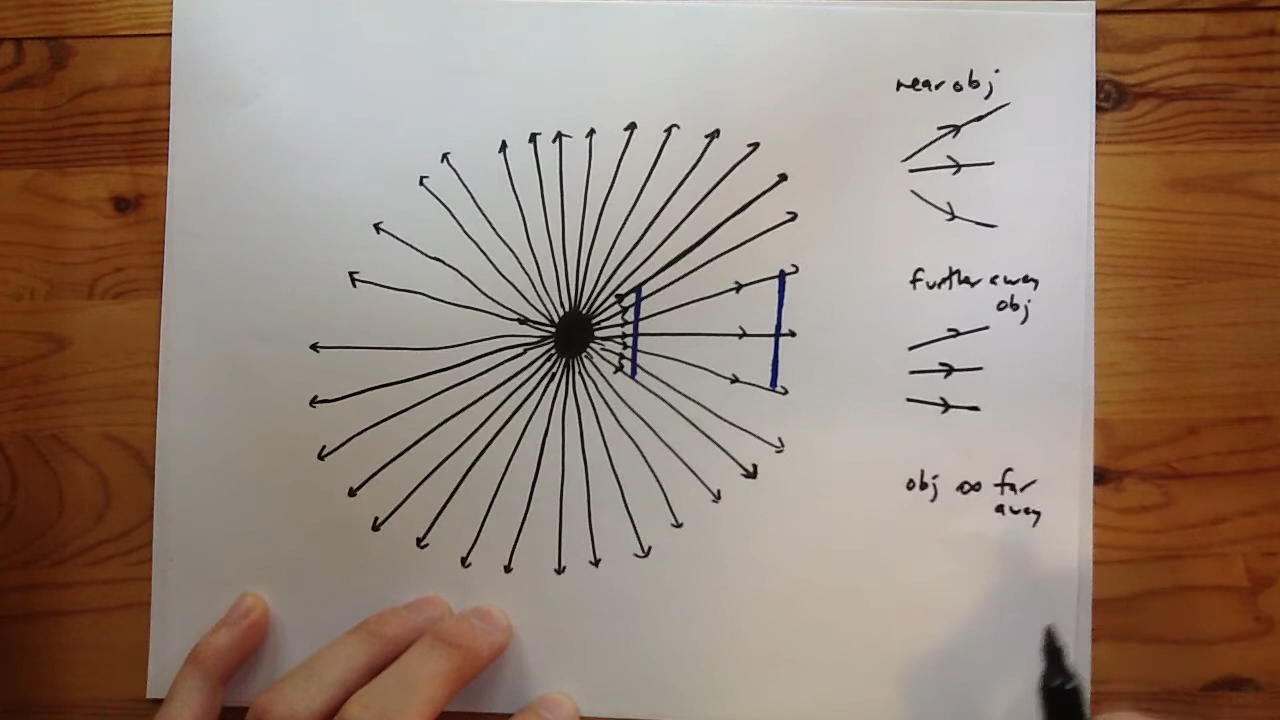 near obj
further away
obj
obj ∞ far
away